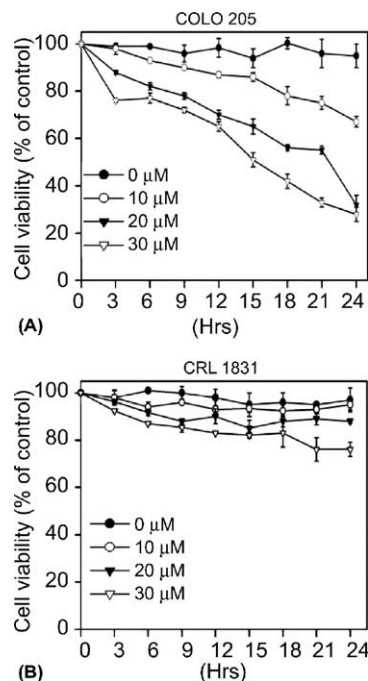 COLO 205
100
80
60
40
20
0
Cell viability (% of control)
0 μM
10 μM
20 μM
30 μM
0 3 6 9 12 15 18 21 24
(A)
(Hrs)
CRL 1831
100
80
60
40
20
0
Cell viability (% of control)
0 μM
10 μM
20 μM
30 μM
0 3 6 9 12 15 18 21 24
(B)
(Hrs)